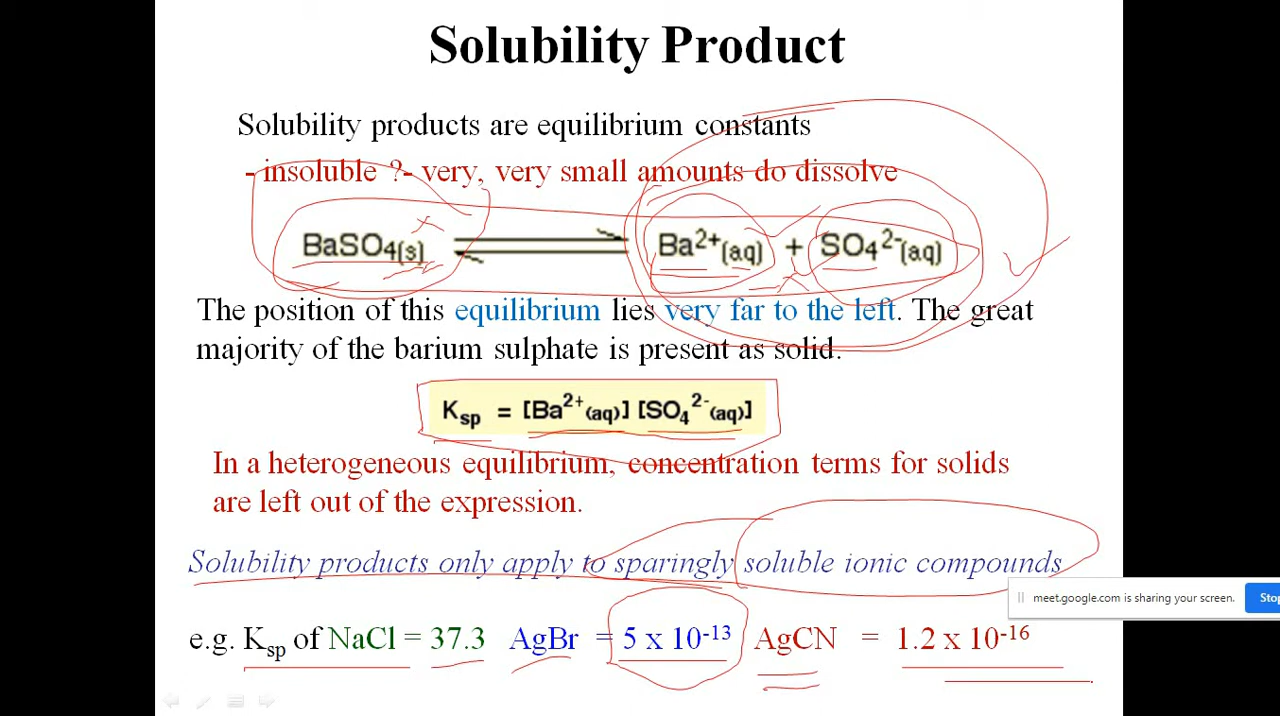 Solubility Product
Solubility products are equilibrium constants
- insoluble ?- very, very small amounts do dissolve
BaSO₄(s) ⇌ Ba²⁺(aq) + SO₄²⁻(aq)
The position of this equilibrium lies very far to the left. The great
majority of the barium sulphate is present as solid.
Kₛₚ = [Ba²⁺(aq)] [SO₄²⁻(aq)]
In a heterogeneous equilibrium, concentration terms for solids
are left out of the expression.
Solubility products only apply to sparingly soluble ionic compounds
meet.google.com is sharing your screen. Stop
e.g. Kₛₚ of NaCl = 37.3 AgBr = 5 x 10⁻¹³ AgCN = 1.2 x 10⁻¹⁶